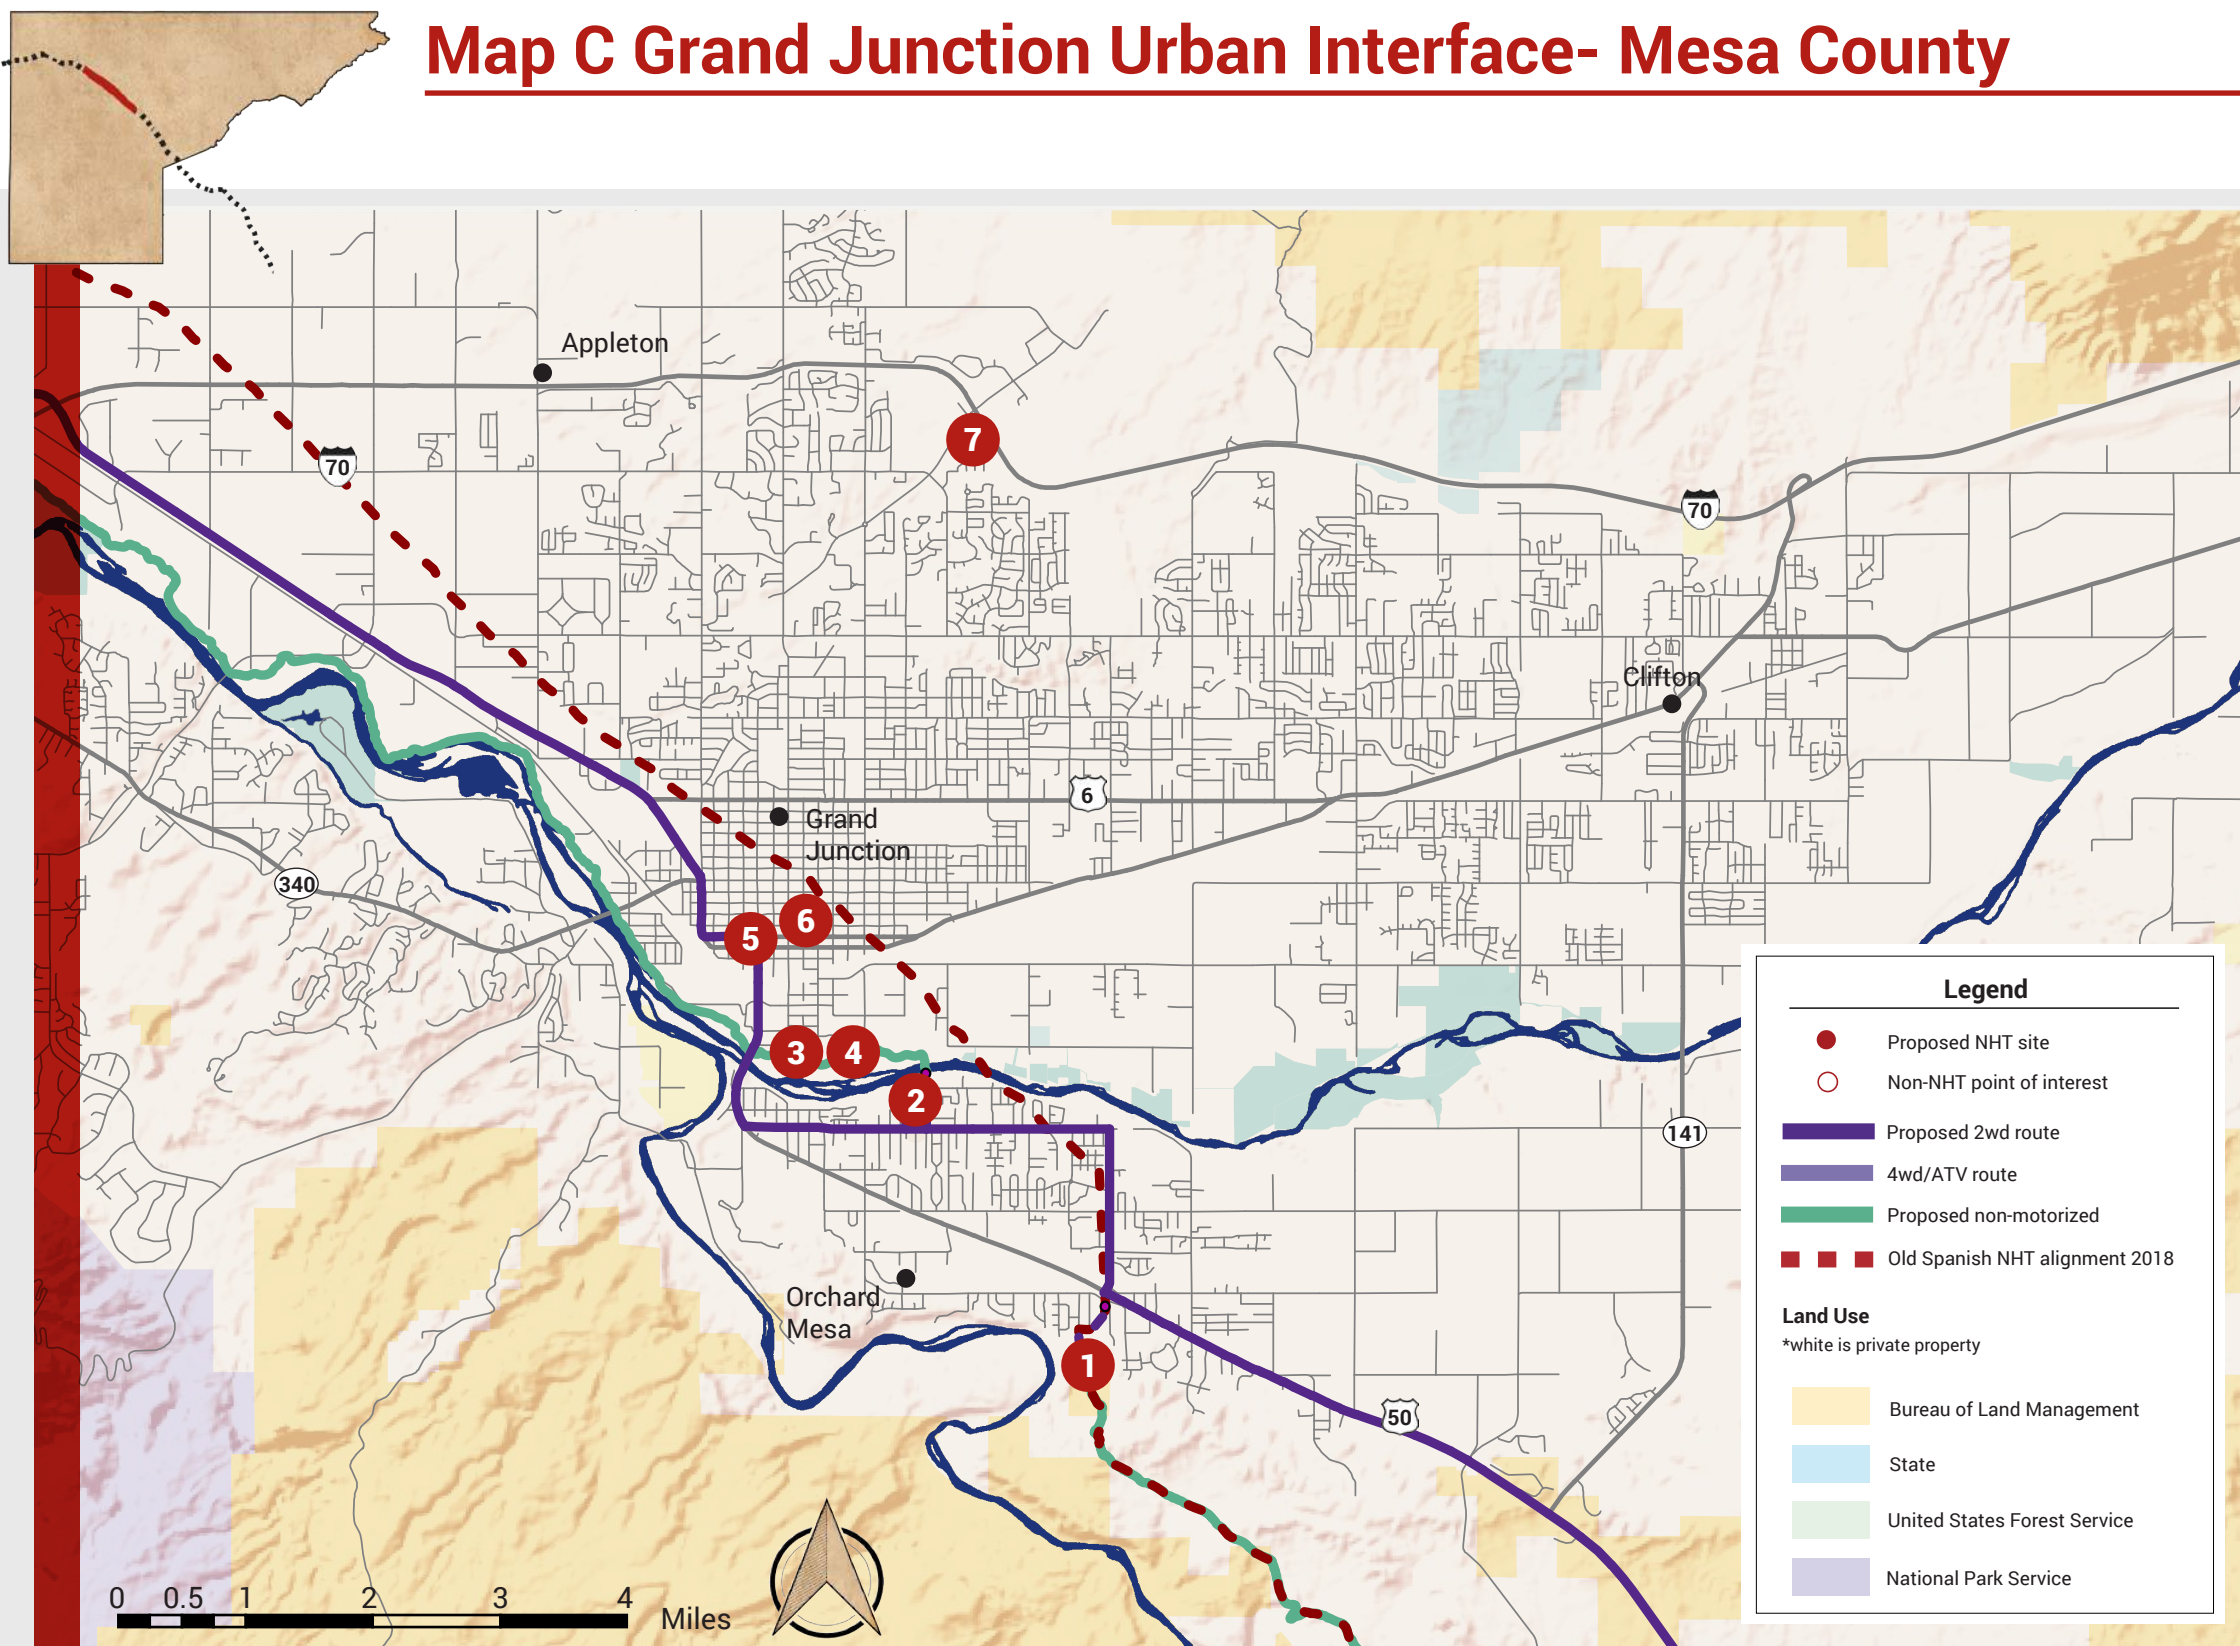 Map C Grand Junction Urban Interface- Mesa County
Appleton
7
70
70
Clifton
6
Grand
Junction
340
6
5
3
4
2
141
Orchard
Mesa
1
50
0 0.5 1 2 3 4
Miles
Legend
Proposed NHT site
Non-NHT point of interest
Proposed 2wd route
4wd/ATV route
Proposed non-motorized
Old Spanish NHT alignment 2018
Land Use
*white is private property
Bureau of Land Management
State
United States Forest Service
National Park Service